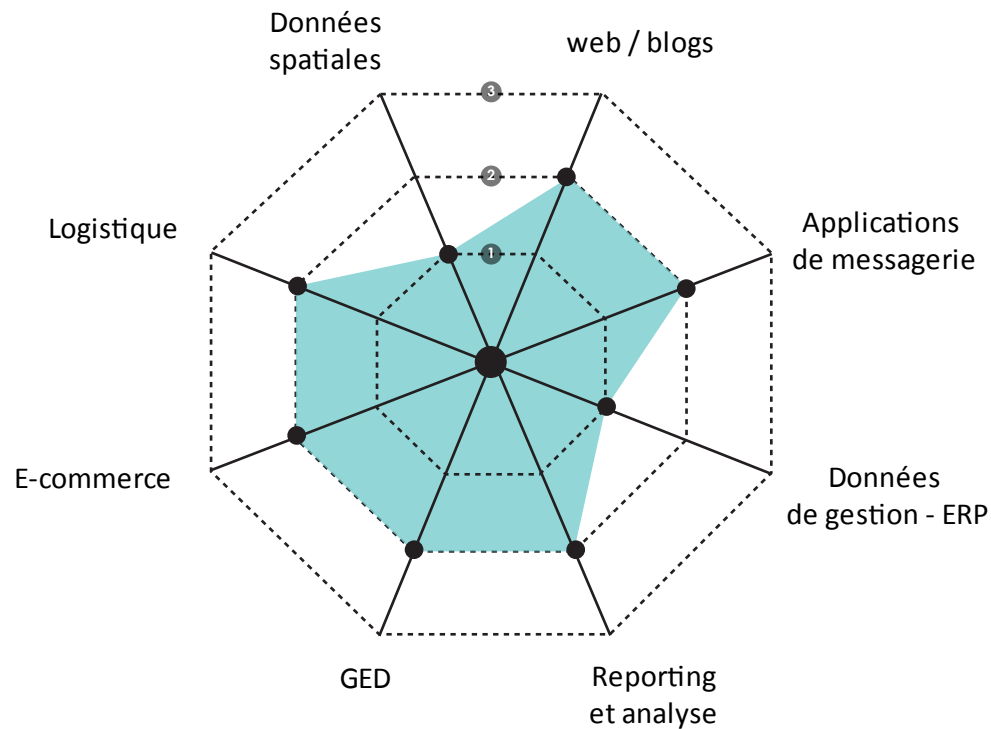 Données
spatiales
web / blogs
3
2
1
Logistique
Applications
de messagerie
E-commerce
Données
de gestion - ERP
GED
Reporting
et analyse